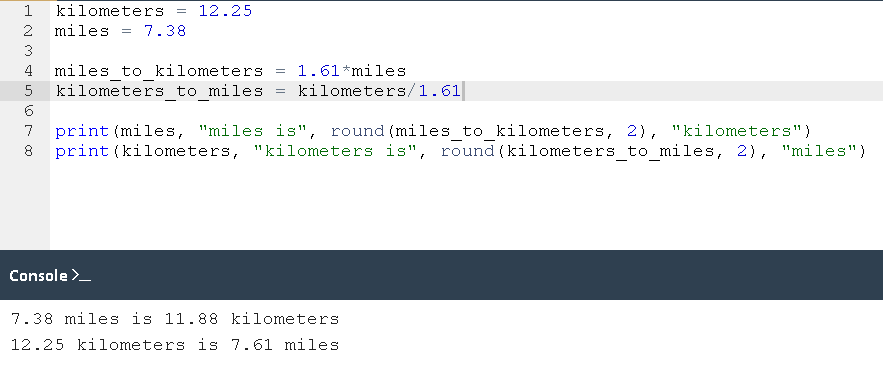 1 kilometers = 12.25
2 miles = 7.38
3
4 miles_to_kilometers = 1.61*miles
5 kilometers_to_miles = kilometers/1.61
6
7 print(miles, "miles is", round(miles_to_kilometers, 2), "kilometers")
8 print(kilometers, "kilometers is", round(kilometers_to_miles, 2), "miles")
Console >_
7.38 miles is 11.88 kilometers
12.25 kilometers is 7.61 miles